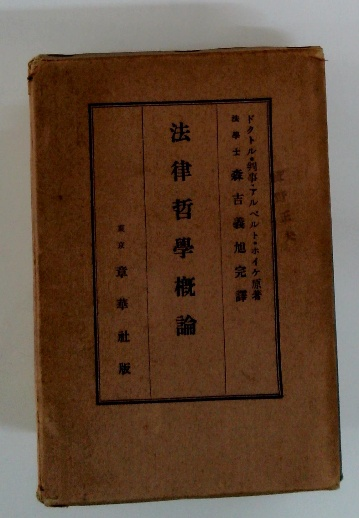 ドクトル・判事・アルベルト・ホイケ原著
法學士 森吉義旭完譯
法律哲學概論
東京 章華社版